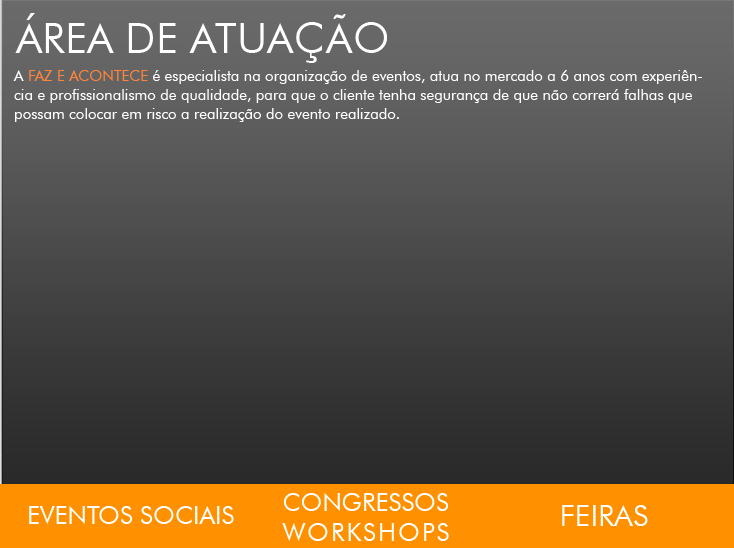 ÁREA DE ATUAÇÃO
A FAZ E ACONTECE é especialista na organização de eventos, atua no mercado a 6 anos com experiên-
cia e profissionalismo de qualidade, para que o cliente tenha segurança de que não correrá falhas que
possam colocar em risco a realização do evento realizado.
EVENTOS SOCIAIS
CONGRESSOS
WORKSHOPS
FEIRAS